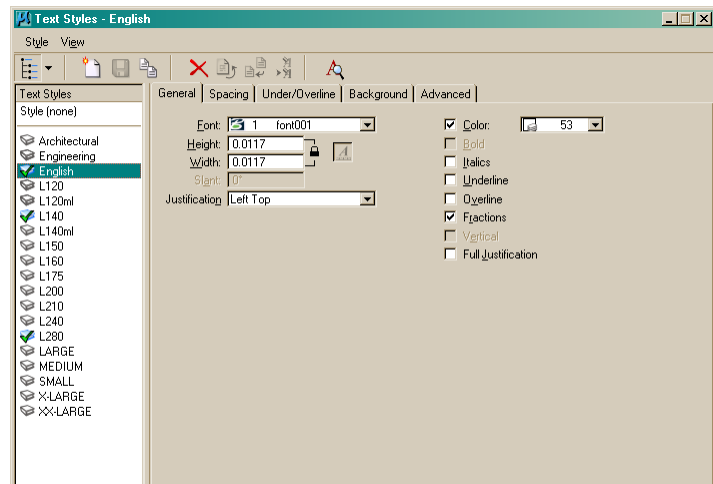 Text Styles - English
Style View
Text Styles
Style (none)
Architectural
Engineering
English
L120
L120ml
L140
L140ml
L150
L160
L175
L200
L210
L240
L280
LARGE
MEDIUM
SMALL
X-LARGE
XX-LARGE
General Spacing Under/Overline Background Advanced
Font: 1 font001
Height: 0.0117
Width: 0.0117
A
Slant: 0°
Justification Left Top
Color: 53
Bold
Italics
Underline
Overline
Fractions
Vertical
Full Justification